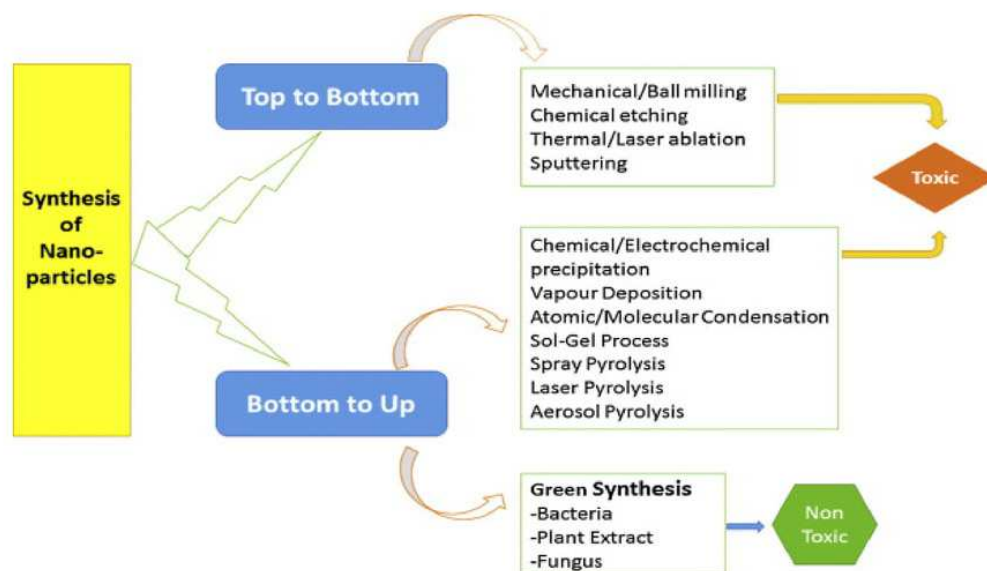 Synthesis
of
Nano-
particles
Top to Bottom
Mechanical/Ball milling
Chemical etching
Thermal/Laser ablation
Sputtering
Toxic
Chemical/Electrochemical
precipitation
Vapour Deposition
Atomic/Molecular Condensation
Sol-Gel Process
Spray Pyrolysis
Laser Pyrolysis
Aerosol Pyrolysis
Bottom to Up
Green Synthesis
-Bacteria
-Plant Extract
-Fungus
Non
Toxic